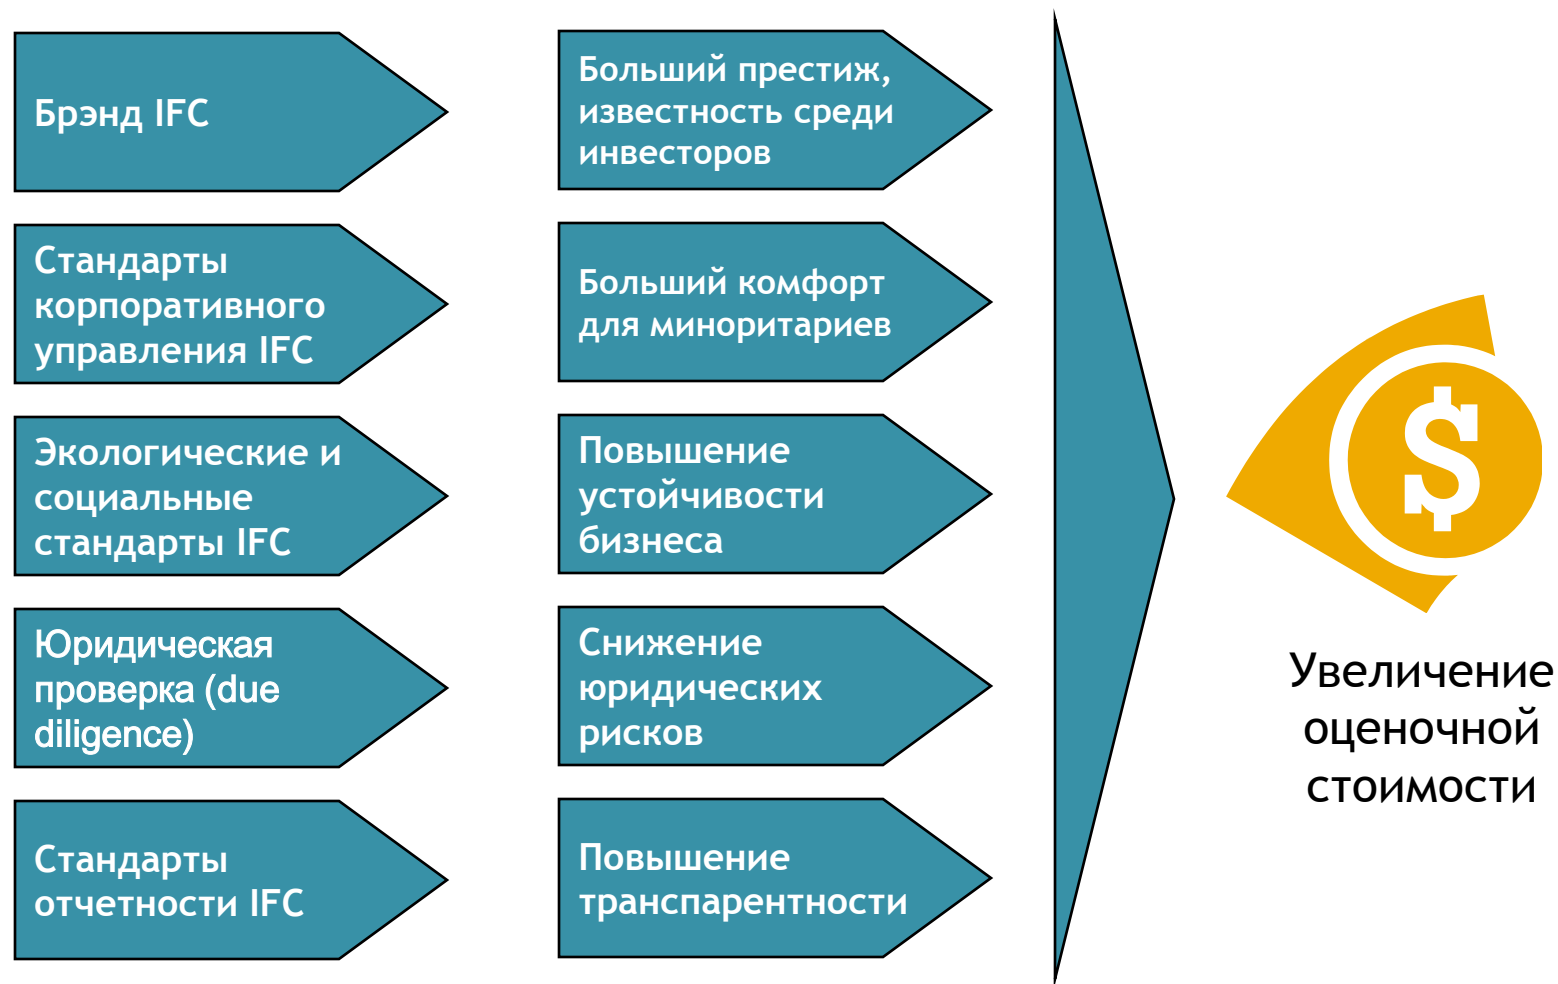 Брэнд IFC
Больший престиж,
известность среди
инвесторов
Стандарты
корпоративного
управления IFC
Больший комфорт
для миноритариев
Экологические и
социальные
стандарты IFC
Повышение
устойчивости
бизнеса
Юридическая
проверка (due
diligence)
Снижение
юридических
рисков
Стандарты
отчетности IFC
Повышение
транспарентности
$
Увеличение
оценочной
стоимости